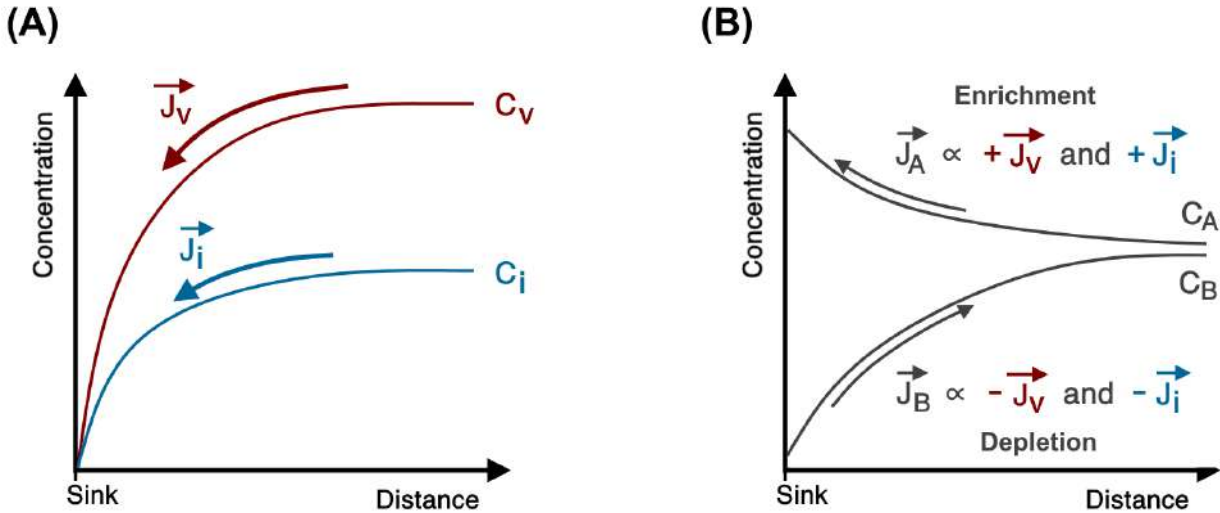 (A)
Concentration
J_v
C_v
J_i
C_i
Sink
Distance
(B)
Concentration
Enrichment
J_A ∝ +J_v and +J_i
C_A
C_B
J_B ∝ -J_v and -J_i
Depletion
Sink
Distance